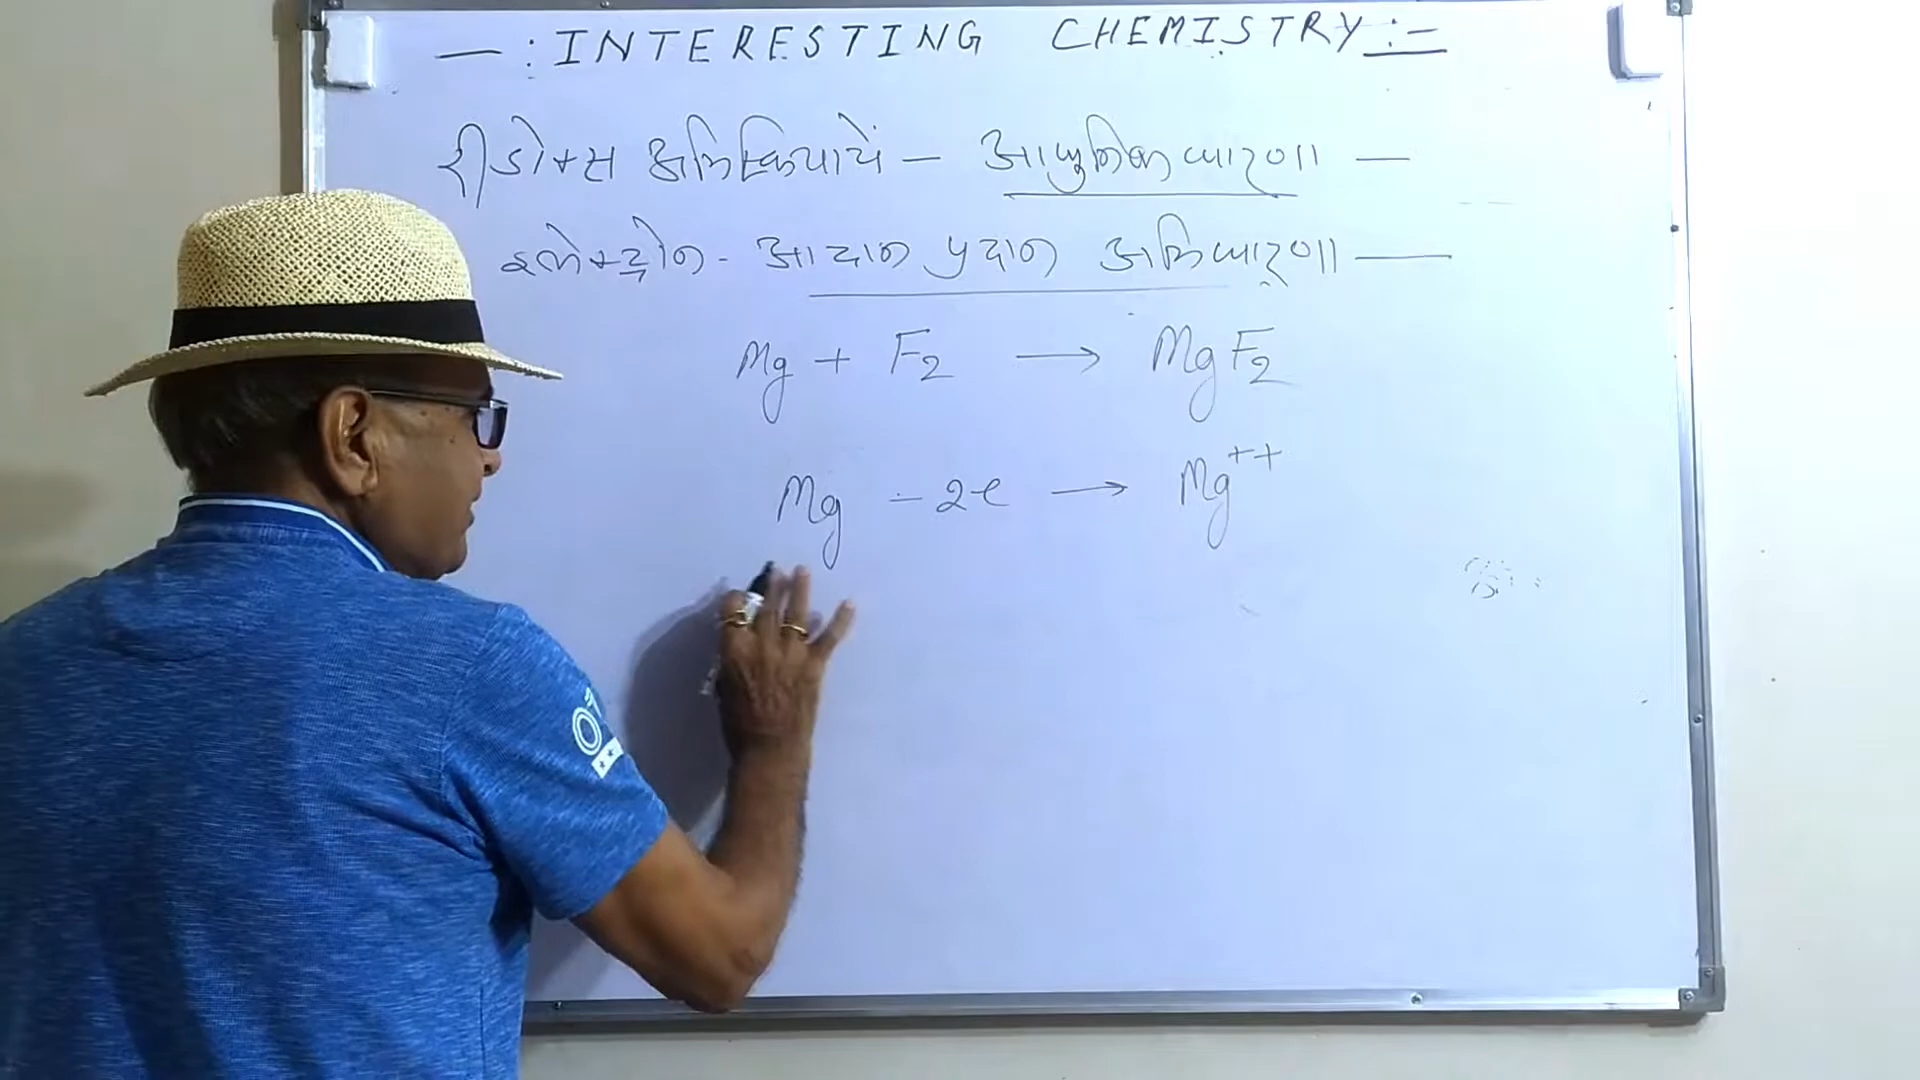 —:INTERESTING CHEMISTRY:—
रीडोक्स अभिक्रियायें — आधुनिक धारणा —
इलेक्ट्रोन - आदान प्रदान अभिधारणा —
Mg + F₂ → MgF₂
Mg – 2e → Mg⁺⁺